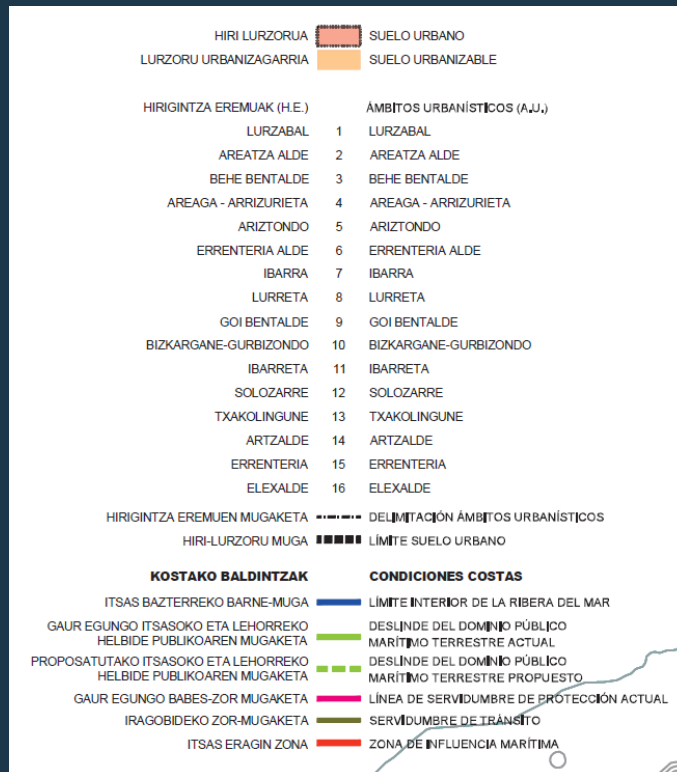 HIRI LURZORUA SUELO URBANO
LURZORU URBANIZAGARRIA SUELO URBANIZABLE
HIRIGINTZA EREMUAK (H.E.) ÁMBITOS URBANÍSTICOS (A.U.)
LURZABAL 1 LURZABAL
AREATZA ALDE 2 AREATZA ALDE
BEHE BENTALDE 3 BEHE BENTALDE
AREAGA - ARRIZURIETA 4 AREAGA - ARRIZURIETA
ARIZTONDO 5 ARIZTONDO
ERRENTERIA ALDE 6 ERRENTERIA ALDE
IBARRA 7 IBARRA
LURRETA 8 LURRETA
GOI BENTALDE 9 GOI BENTALDE
BIZKARGANE-GURBIZONDO 10 BIZKARGANE-GURBIZONDO
IBARRETA 11 IBARRETA
SOLOZARRE 12 SOLOZARRE
TXAKOLINGUNE 13 TXAKOLINGUNE
ARTZALDE 14 ARTZALDE
ERRENTERIA 15 ERRENTERIA
ELEXALDE 16 ELEXALDE
HIRIGINTZA EREMUEN MUGAKETA DELIMITACIÓN ÁMBITOS URBANÍSTICOS
HIRI-LURZORU MUGA LÍMITE SUELO URBANO
KOSTAKO BALDINTZAK CONDICIONES COSTAS
ITSAS BAZTERREKO BARNE-MUGA LÍMITE INTERIOR DE LA RIBERA DEL MAR
GAUR EGUNGO ITSASOKO ETA LEHORREKO DESLINDE DEL DOMINIO PÚBLICO
HELBIDE PUBLIKOAREN MUGAKETA MARÍTIMO TERRESTRE ACTUAL
PROPOSATUTAKO ITSASOKO ETA LEHORREKO DESLINDE DEL DOMINIO PÚBLICO
HELBIDE PUBLIKOAREN MUGAKETA MARÍTIMO TERRESTRE PROPUESTO
GAUR EGUNGO BABES-ZOR MUGAKETA LÍNEA DE SERVIDUMBRE DE PROTECCIÓN ACTUAL
IRAGOBIDEKO ZOR-MUGAKETA SERVIDUMBRE DE TRÁNSITO
ITSAS ERAGIN ZONA ZONA DE INFLUENCIA MARÍTIMA